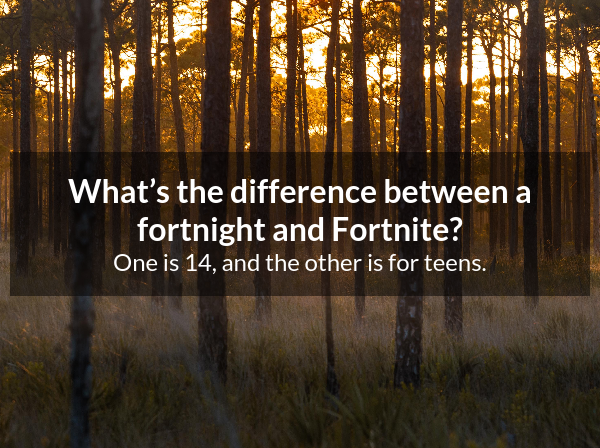 What’s the difference between a
fortnight and Fortnite?
One is 14, and the other is for teens.